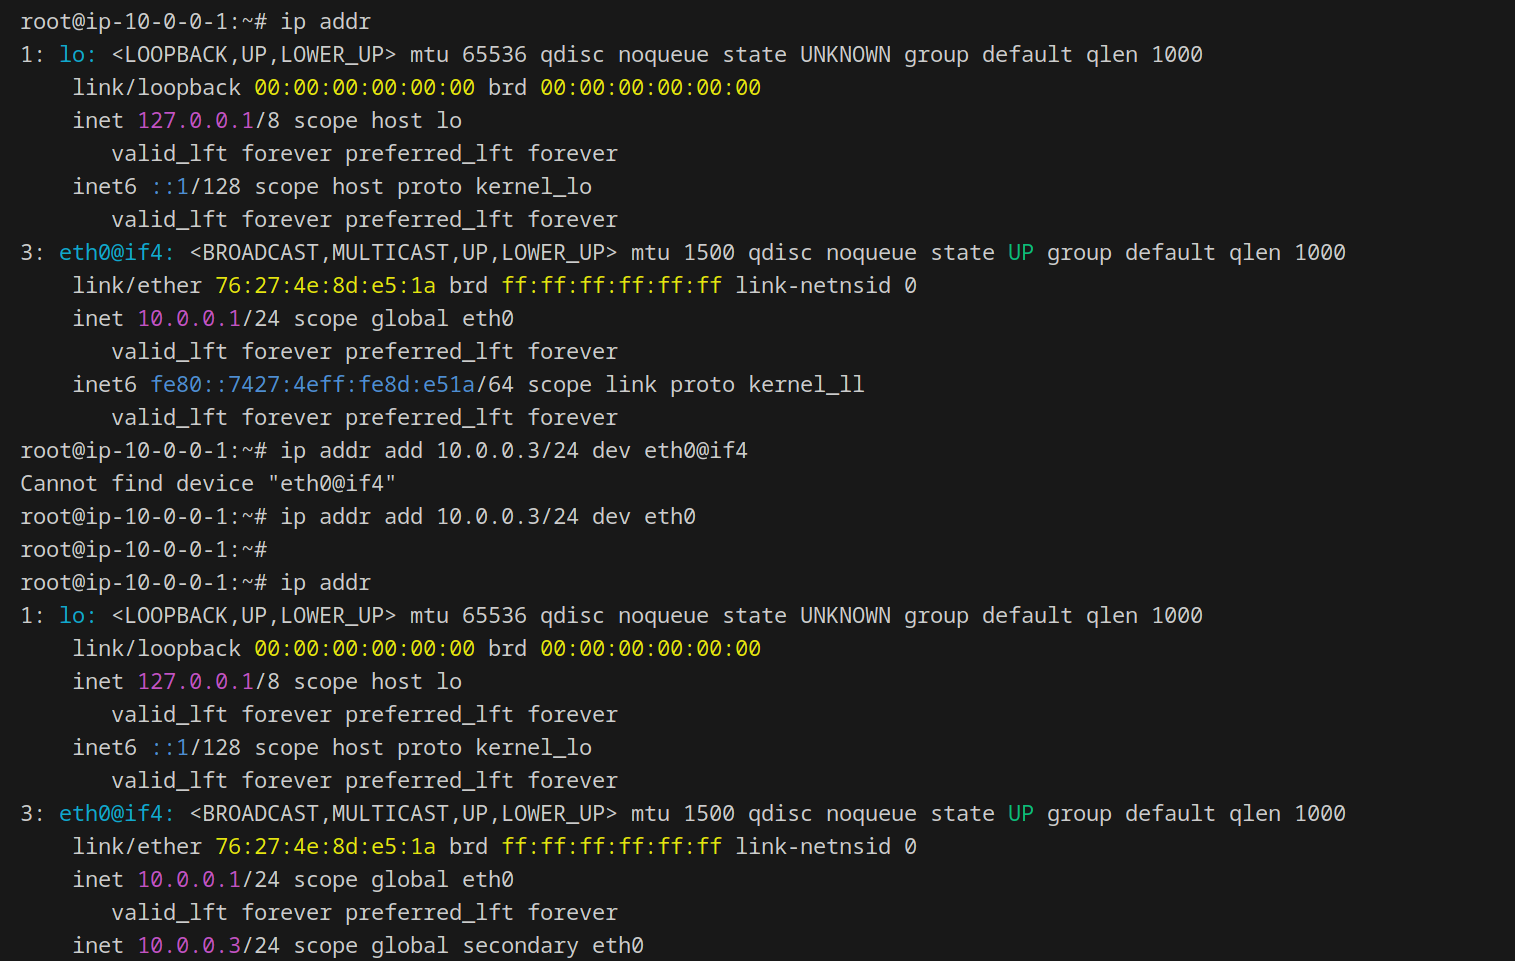 root@ip-10-0-0-1:~# ip addr
1: lo: <LOOPBACK,UP,LOWER_UP> mtu 65536 qdisc noqueue state UNKNOWN group default qlen 1000
    link/loopback 00:00:00:00:00:00 brd 00:00:00:00:00:00
    inet 127.0.0.1/8 scope host lo
       valid_lft forever preferred_lft forever
    inet6 ::1/128 scope host proto kernel_lo
       valid_lft forever preferred_lft forever
3: eth0@if4: <BROADCAST,MULTICAST,UP,LOWER_UP> mtu 1500 qdisc noqueue state UP group default qlen 1000
    link/ether 76:27:4e:8d:e5:1a brd ff:ff:ff:ff:ff:ff link-netnsid 0
    inet 10.0.0.1/24 scope global eth0
       valid_lft forever preferred_lft forever
    inet6 fe80::7427:4eff:fe8d:e51a/64 scope link proto kernel_ll
       valid_lft forever preferred_lft forever
root@ip-10-0-0-1:~# ip addr add 10.0.0.3/24 dev eth0@if4
Cannot find device "eth0@if4"
root@ip-10-0-0-1:~# ip addr add 10.0.0.3/24 dev eth0
root@ip-10-0-0-1:~#
root@ip-10-0-0-1:~# ip addr
1: lo: <LOOPBACK,UP,LOWER_UP> mtu 65536 qdisc noqueue state UNKNOWN group default qlen 1000
    link/loopback 00:00:00:00:00:00 brd 00:00:00:00:00:00
    inet 127.0.0.1/8 scope host lo
       valid_lft forever preferred_lft forever
    inet6 ::1/128 scope host proto kernel_lo
       valid_lft forever preferred_lft forever
3: eth0@if4: <BROADCAST,MULTICAST,UP,LOWER_UP> mtu 1500 qdisc noqueue state UP group default qlen 1000
    link/ether 76:27:4e:8d:e5:1a brd ff:ff:ff:ff:ff:ff link-netnsid 0
    inet 10.0.0.1/24 scope global eth0
       valid_lft forever preferred_lft forever
    inet 10.0.0.3/24 scope global secondary eth0